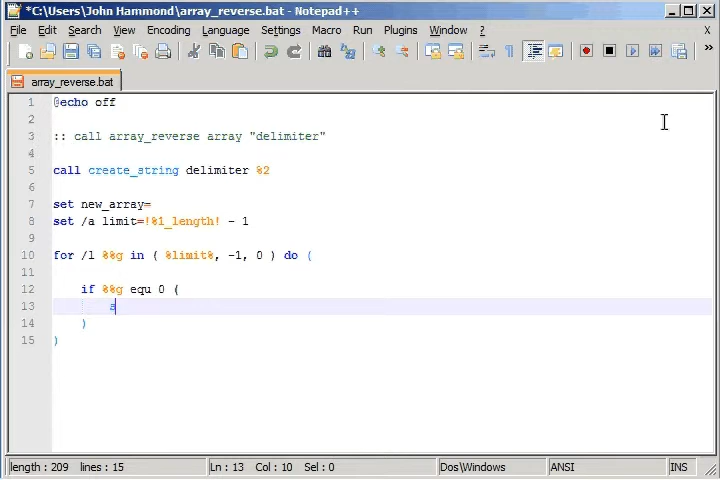 *C:\Users\John Hammond\array_reverse.bat - Notepad++
File Edit Search View Encoding Language Settings Macro Run Plugins Window ? X
array_reverse.bat
1 @echo off
2
3 :: call array_reverse array "delimiter"
4
5 call create_string delimiter %2
6
7 set new_array=
8 set /a limit=!%1_length! - 1
9
10 for /l %%g in ( %limit%, -1, 0 ) do (
11
12 if %%g equ 0 (
13 a
14 )
15 )
length : 209 lines : 15 Ln : 13 Col : 10 Sel : 0 Dos\Windows ANSI INS